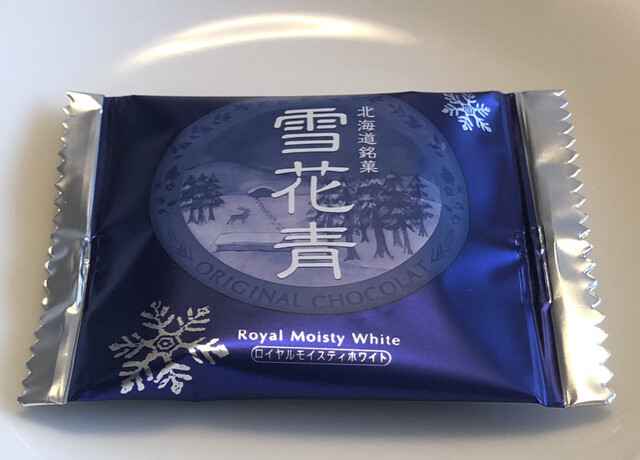 北海道銘菓
雪花青
ORIGINAL CHOCOLAT
Royal Moisty White
ロイヤルモイスティホワイト